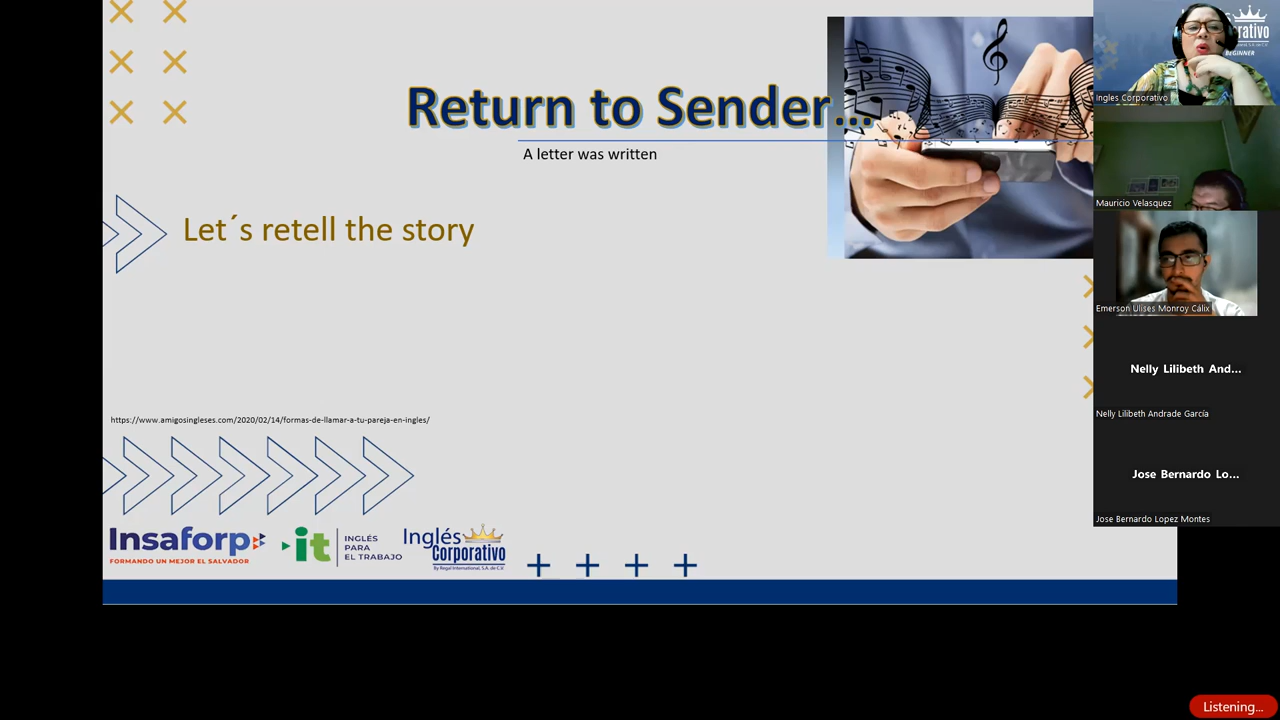 Return to Sender...
A letter was written
Let´s retell the story
https://www.amigosingleses.com/2020/02/14/formas-de-llamar-a-tu-pareja-en-ingles/
Insaforp
FORMANDO UN MEJOR EL SALVADOR
it
INGLÉS
PARA
EL TRABAJO
Inglés
Corporativo
By Regal International, S.A. de C.V.
BEGINNER
Ingles Corporativo
Mauricio Velasquez
Emerson Ulises Monroy Cálix
Nelly Lilibeth And...
Nelly Lilibeth Andrade García
Jose Bernardo Lo...
Jose Bernardo Lopez Montes
Listening...